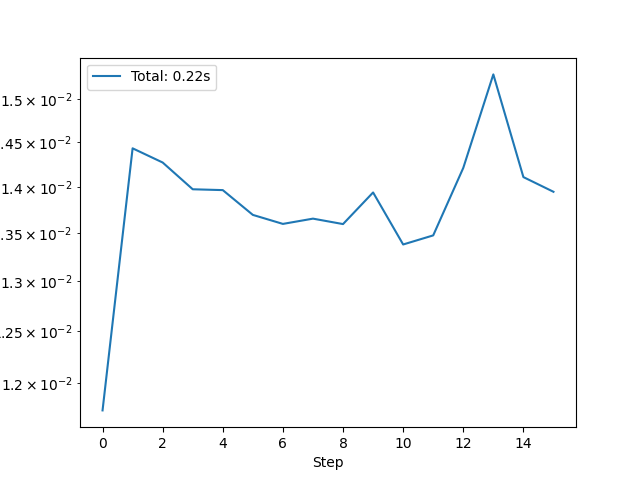 Total: 0.22s
1.5 × 10⁻²
.45 × 10⁻²
1.4 × 10⁻²
.35 × 10⁻²
1.3 × 10⁻²
.25 × 10⁻²
1.2 × 10⁻²
0 2 4 6 8 10 12 14
Step